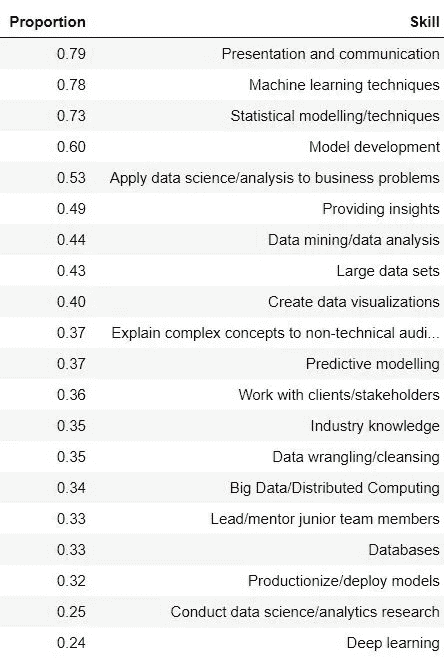 Proportion Skill
0.79 Presentation and communication
0.78 Machine learning techniques
0.73 Statistical modelling/techniques
0.60 Model development
0.53 Apply data science/analysis to business problems
0.49 Providing insights
0.44 Data mining/data analysis
0.43 Large data sets
0.40 Create data visualizations
0.37 Explain complex concepts to non-technical audi...
0.37 Predictive modelling
0.36 Work with clients/stakeholders
0.35 Industry knowledge
0.35 Data wrangling/cleansing
0.34 Big Data/Distributed Computing
0.33 Lead/mentor junior team members
0.33 Databases
0.32 Productionize/deploy models
0.25 Conduct data science/analytics research
0.24 Deep learning